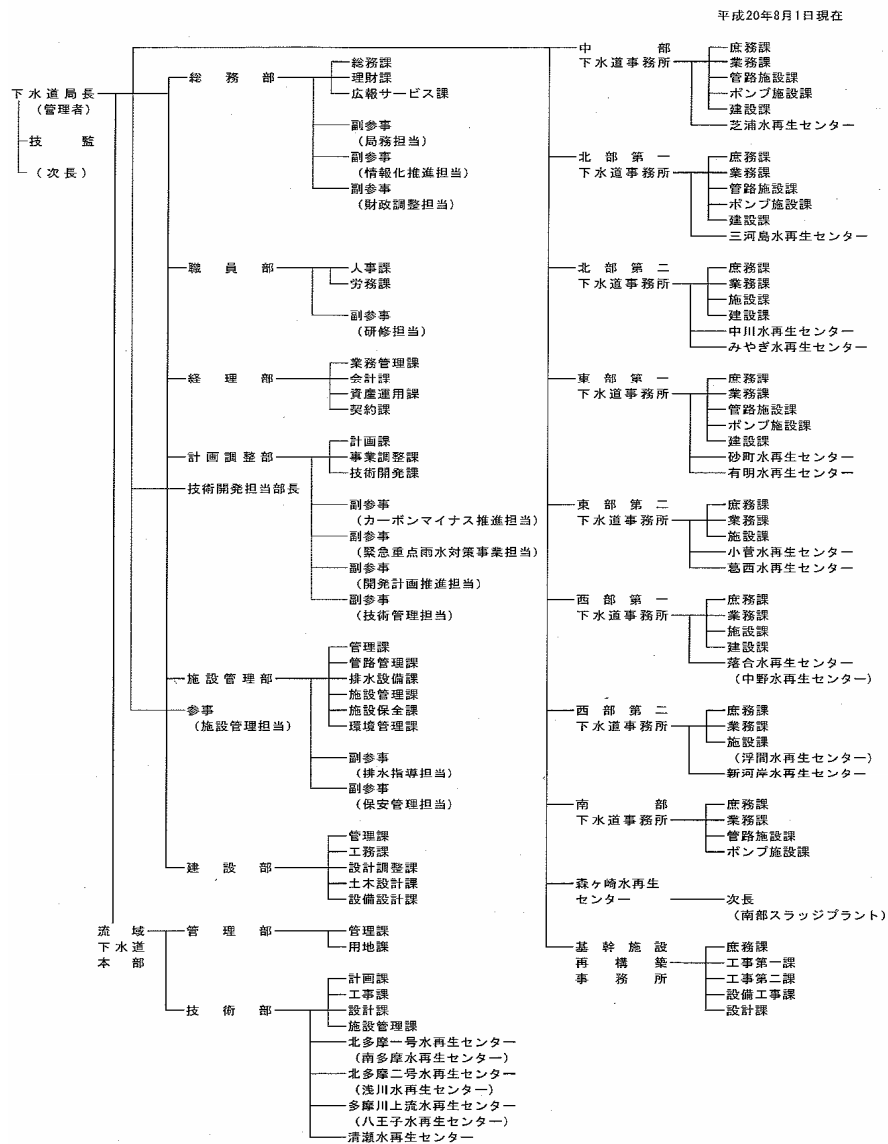 平成20年8月1日現在
下水道局長
(管理者)
技監
(次長)
総務部
総務課
理財課
広報サービス課
副参事
(局務担当)
副参事
(情報化推進担当)
副参事
(財政調整担当)
職員部
人事課
労務課
副参事
(研修担当)
経理部
業務管理課
会計課
資産運用課
契約課
計画調整部
計画課
事業調整課
技術開発課
技術開発担当部長
副参事
(カーボンマイナス推進担当)
副参事
(緊急重点雨水対策事業担当)
副参事
(開発計画推進担当)
副参事
(技術管理担当)
施設管理部
管理課
管路管理課
排水設備課
施設管理課
施設保全課
環境管理課
参事
(施設管理担当)
副参事
(排水指導担当)
副参事
(保安管理担当)
建設部
管理課
工務課
設計調整課
土木設計課
設備設計課
流域
下水道
本部
管理部
管理課
用地課
技術部
計画課
工事課
設計課
施設管理課
北多摩一号水再生センター
(南多摩水再生センター)
北多摩二号水再生センター
(浅川水再生センター)
多摩川上流水再生センター
(八王子水再生センター)
清瀬水再生センター
中部
下水道事務所
庶務課
業務課
管路施設課
ポンプ施設課
建設課
芝浦水再生センター
北部第一
下水道事務所
庶務課
業務課
管路施設課
ポンプ施設課
建設課
三河島水再生センター
北部第二
下水道事務所
庶務課
業務課
施設課
建設課
中川水再生センター
みやぎ水再生センター
東部第一
下水道事務所
庶務課
業務課
管路施設課
ポンプ施設課
建設課
砂町水再生センター
有明水再生センター
東部第二
下水道事務所
庶務課
業務課
施設課
小菅水再生センター
葛西水再生センター
西部第一
下水道事務所
庶務課
業務課
施設課
建設課
落合水再生センター
(中野水再生センター)
西部第二
下水道事務所
庶務課
業務課
施設課
(浮間水再生センター)
新河岸水再生センター
南部
下水道事務所
庶務課
業務課
管路施設課
ポンプ施設課
森ヶ崎水再生
センター
次長
(南部スラッジプラント)
基幹施設
再構築
事務所
庶務課
工事第一課
工事第二課
設備工事課
設計課